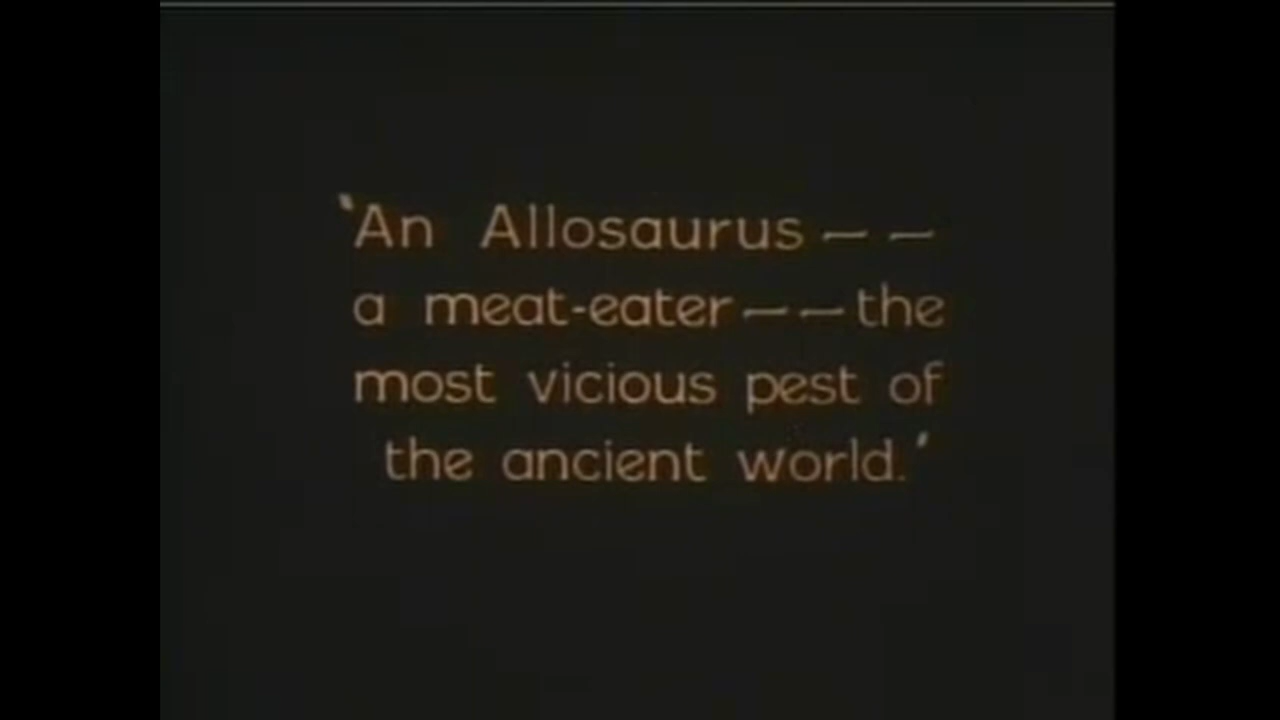 'An Allosaurus — —
a meat-eater — — the
most vicious pest of
the ancient world.'